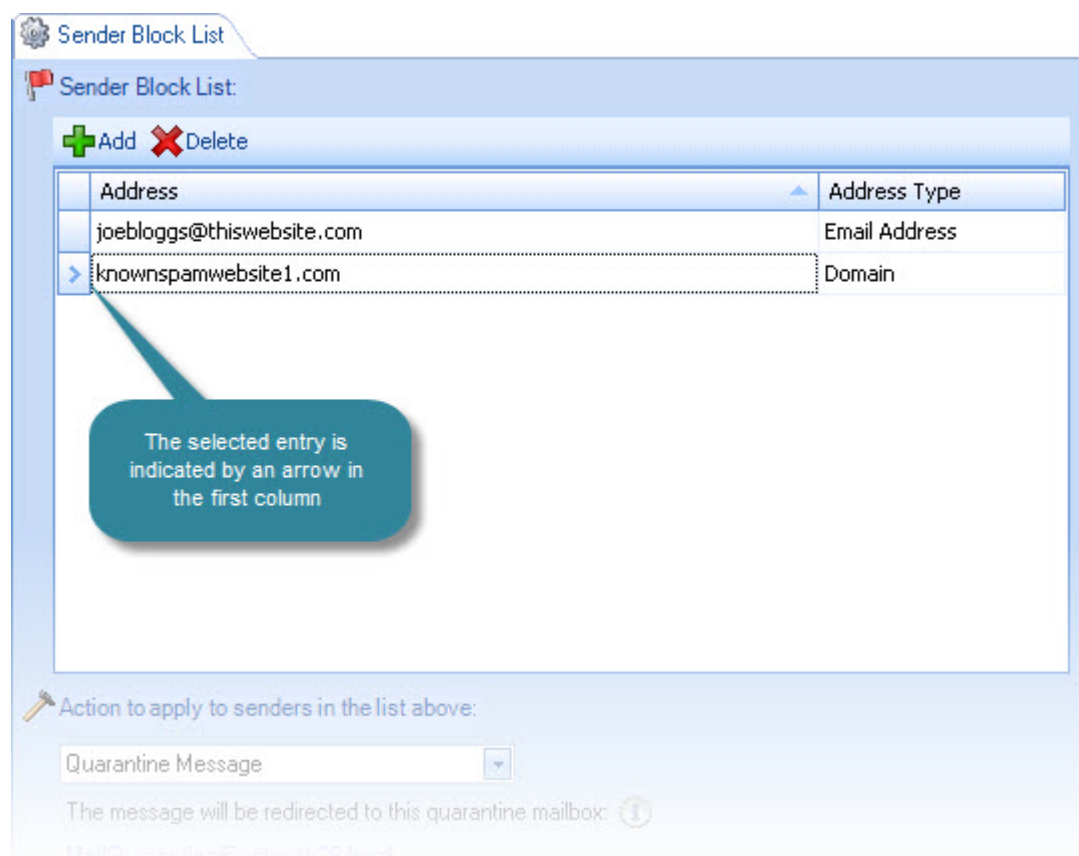 Sender Block List
Sender Block List:
Add Delete
Address Address Type
joebloggs@thiswebsite.com Email Address
knownspamwebsite1.com Domain
The selected entry is
indicated by an arrow in
the first column
Action to apply to senders in the list above:
Quarantine Message
The message will be redirected to this quarantine mailbox: